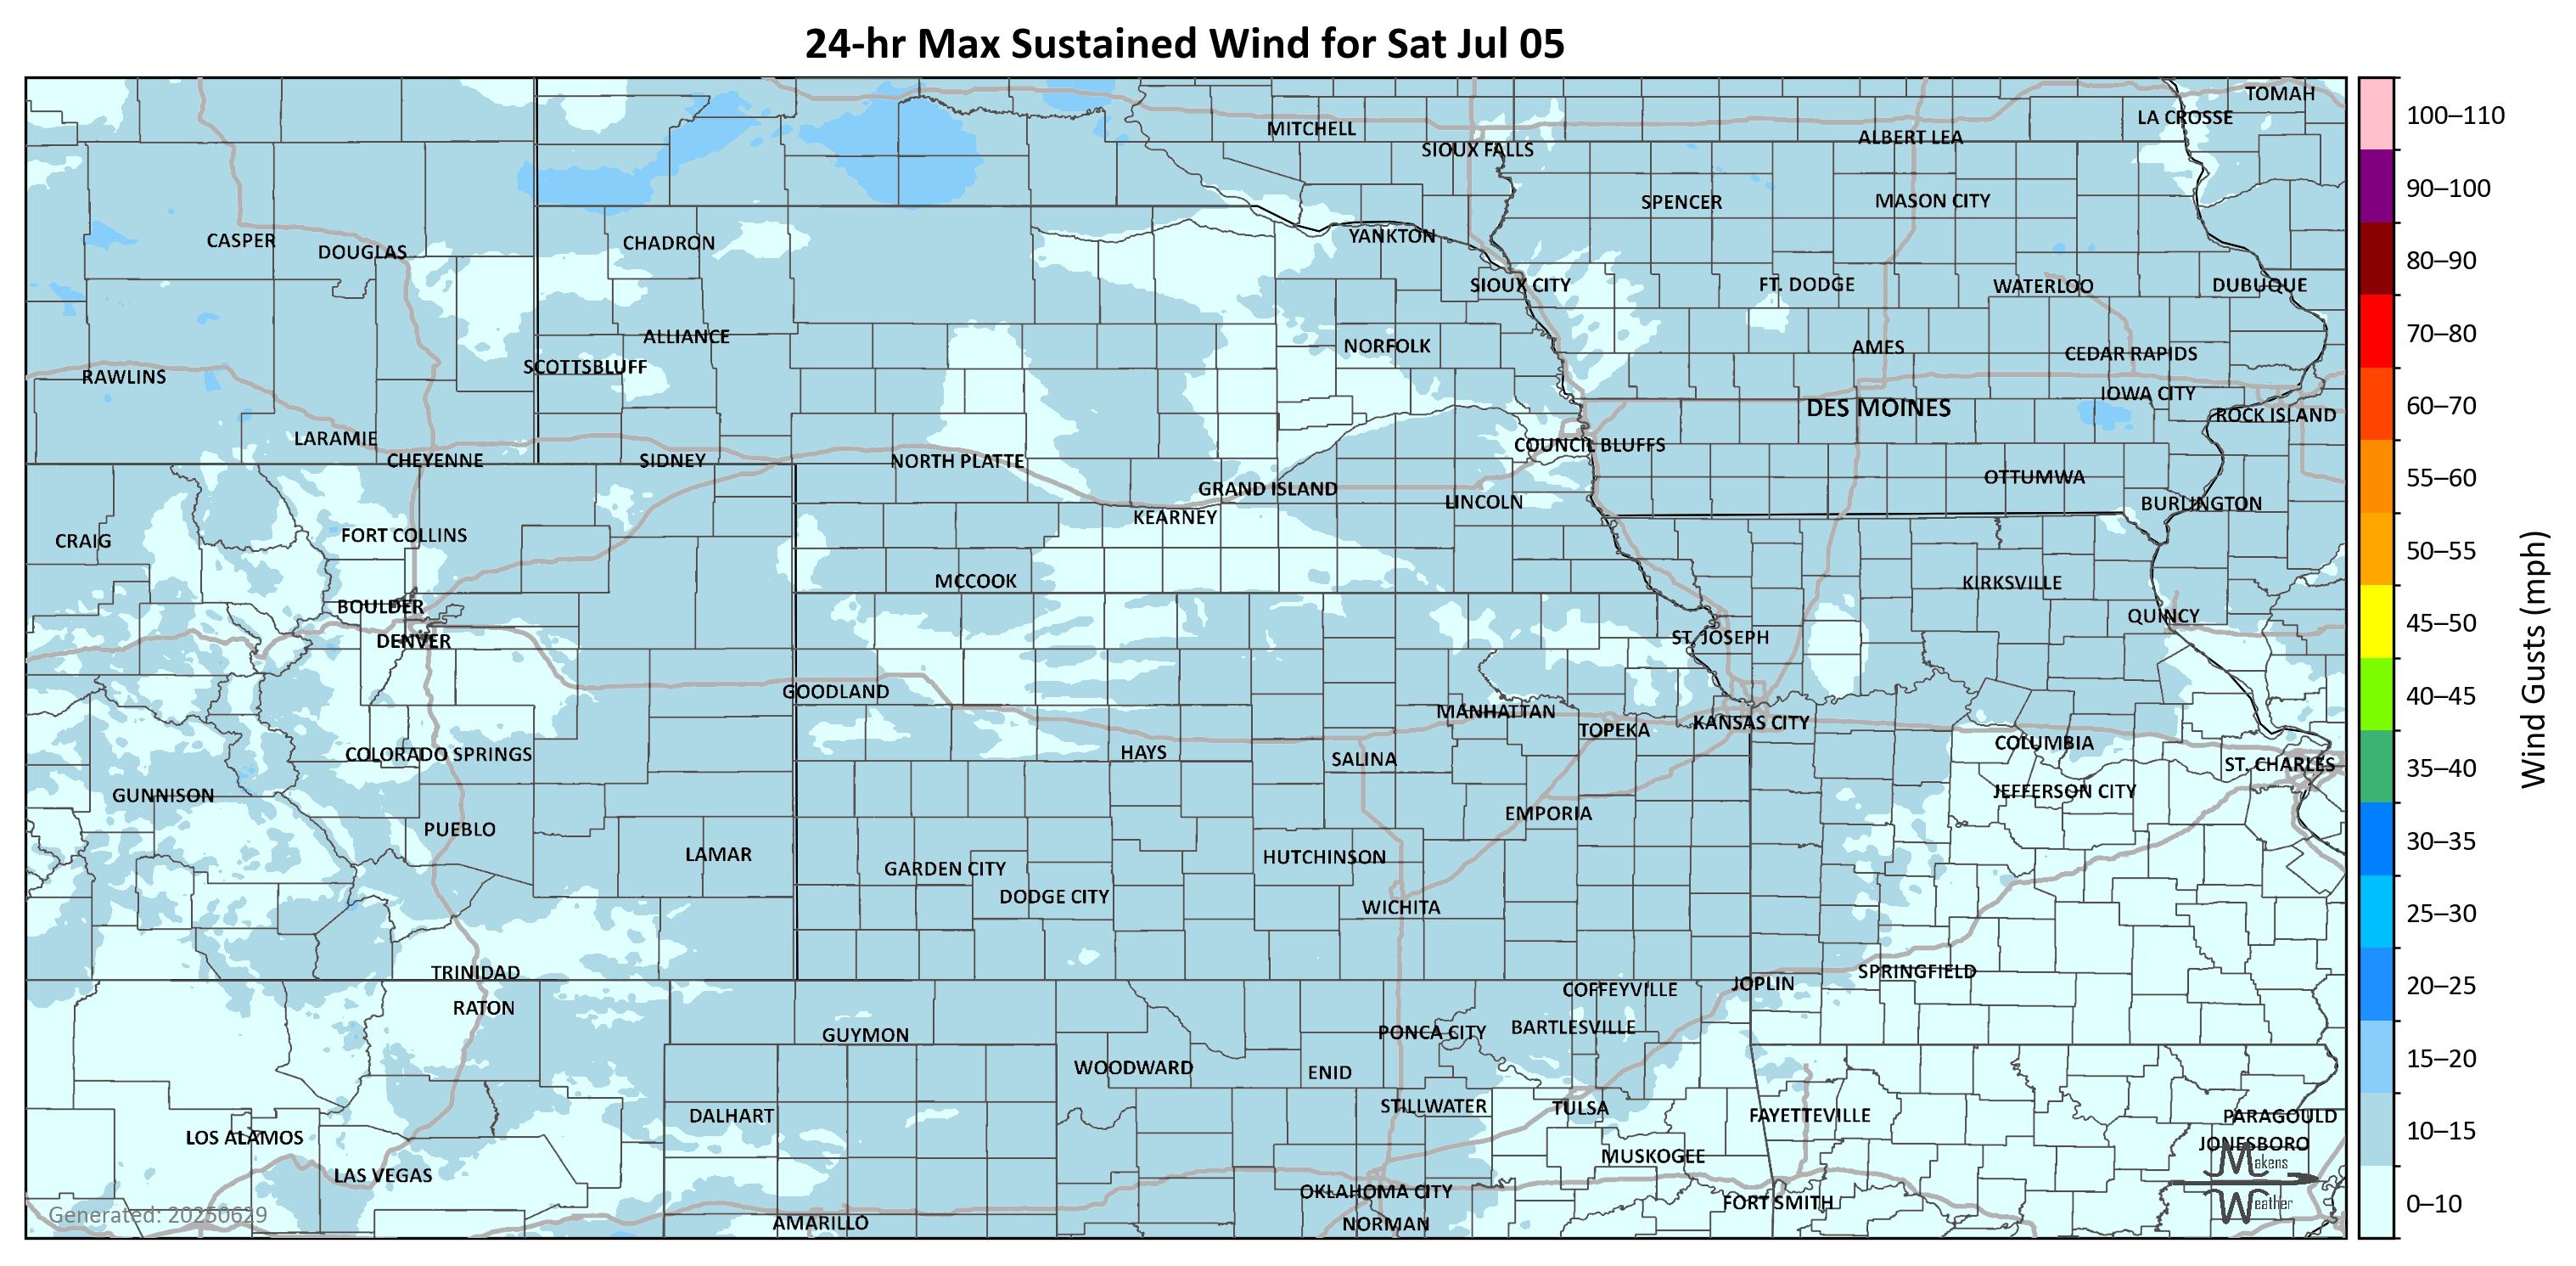 24-hr Max Sustained Wind for Sat Jul 05
TOMAH
LA CROSSE
MITCHELL
ALBERT LEA
SIOUX FALLS
SPENCER
MASON CITY
CASPER
DOUGLAS
CHADRON
YANKTON
SIOUX CITY
FT. DODGE
WATERLOO
DUBUQUE
ALLIANCE
NORFOLK
AMES
CEDAR RAPIDS
SCOTTSBLUFF
RAWLINS
IOWA CITY
DES MOINES
ROCK ISLAND
LARAMIE
COUNCIL BLUFFS
CHEYENNE
SIDNEY
NORTH PLATTE
OTTUMWA
GRAND ISLAND
LINCOLN
BURLINGTON
KEARNEY
FORT COLLINS
CRAIG
MCCOOK
KIRKSVILLE
BOULDER
QUINCY
DENVER
ST. JOSEPH
GOODLAND
MANHATTAN
TOPEKA
KANSAS CITY
COLUMBIA
COLORADO SPRINGS
HAYS
SALINA
ST. CHARLES
GUNNISON
JEFFERSON CITY
EMPORIA
PUEBLO
LAMAR
HUTCHINSON
GARDEN CITY
DODGE CITY
WICHITA
TRINIDAD
SPRINGFIELD
JOPLIN
COFFEYVILLE
RATON
BARTLESVILLE
PONCA CITY
GUYMON
WOODWARD
ENID
STILLWATER
TULSA
DALHART
FAYETTEVILLE
PARAGOULD
LOS ALAMOS
JONESBORO
MUSKOGEE
LAS VEGAS
OKLAHOMA CITY
FORT SMITH
AMARILLO
NORMAN
Generated: 20250629
Makens
Weather
100–110
90–100
80–90
70–80
60–70
55–60
50–55
45–50
40–45
35–40
30–35
25–30
20–25
15–20
10–15
0–10
Wind Gusts (mph)